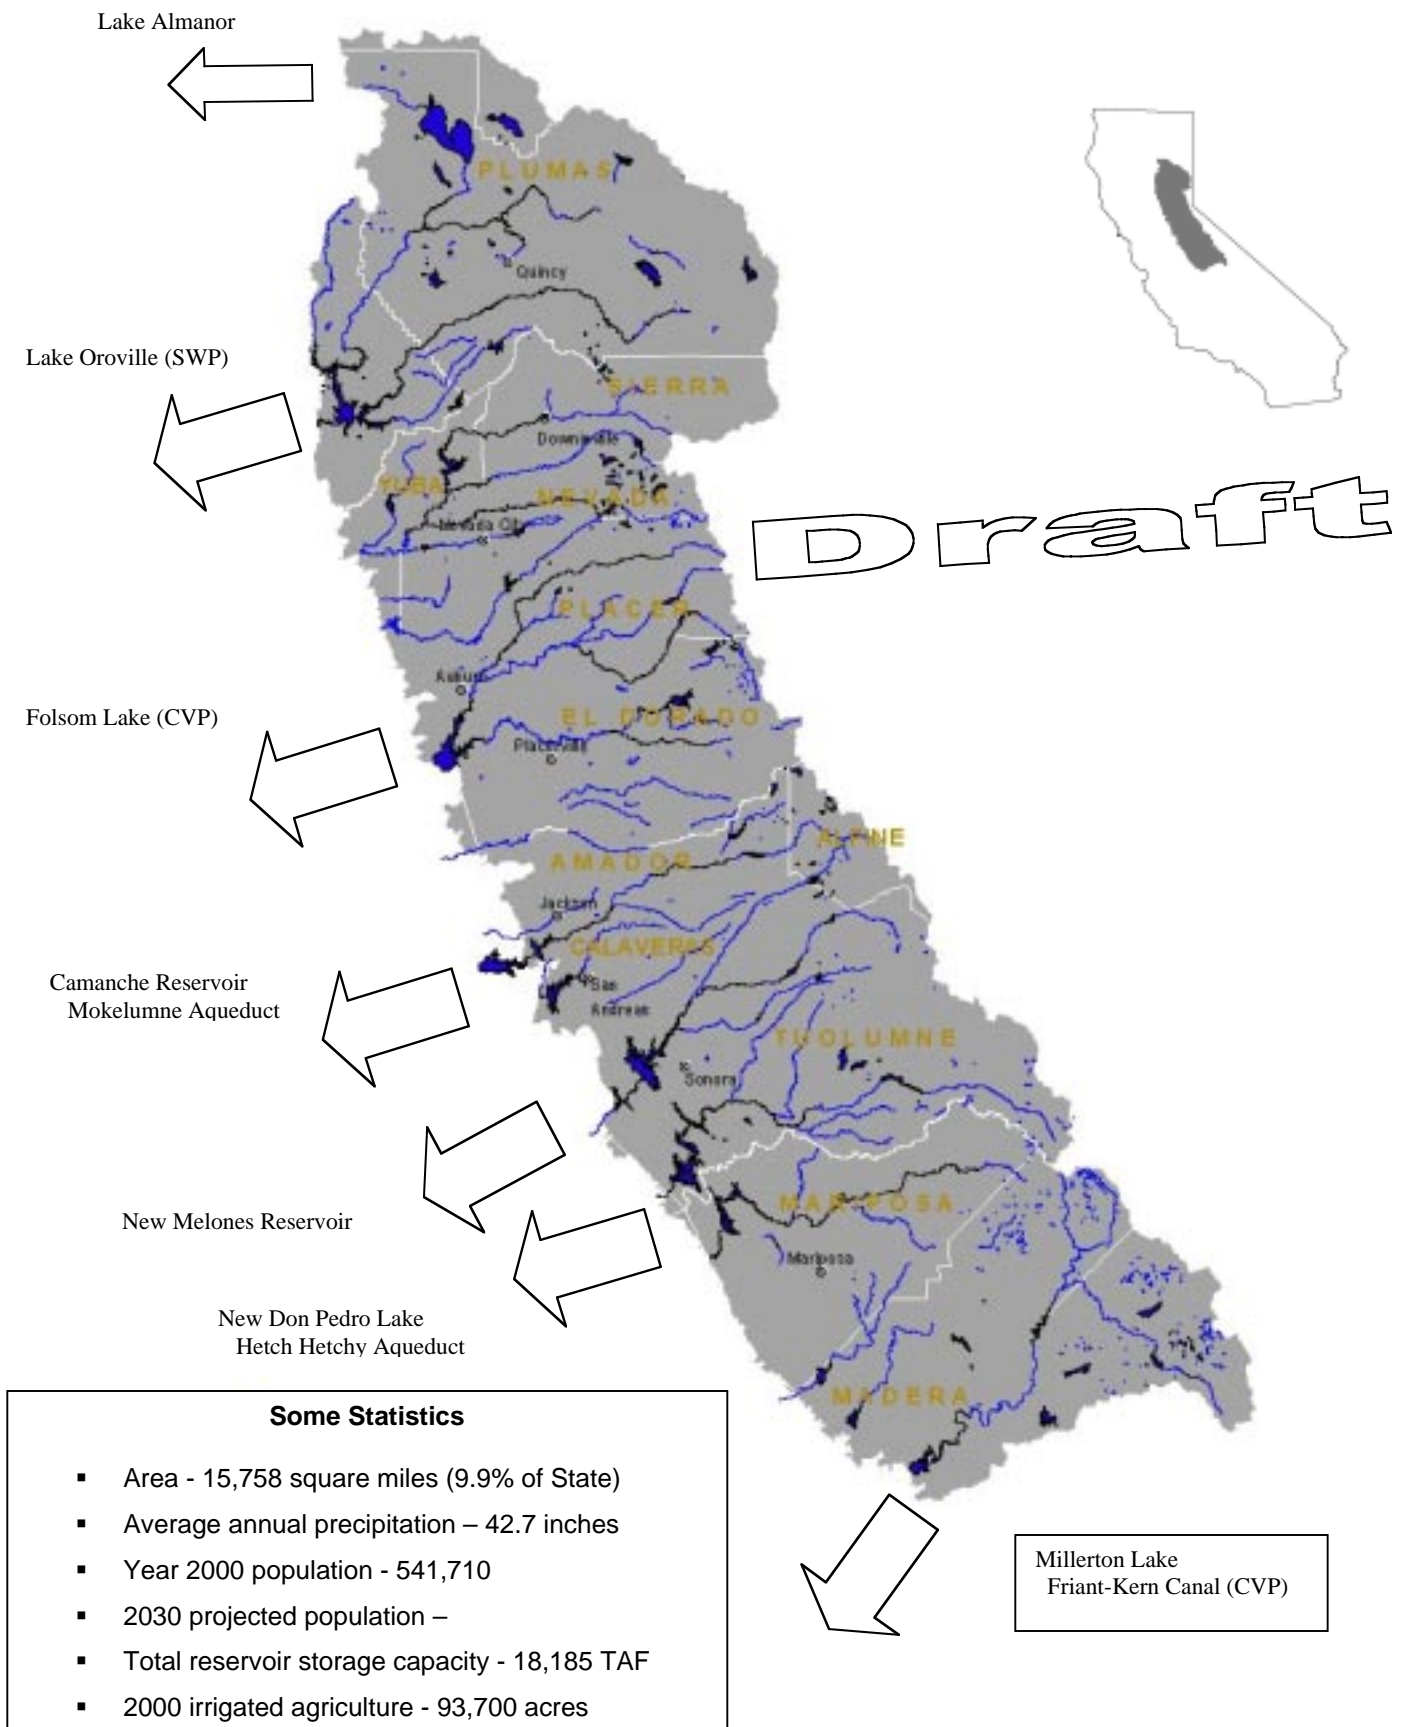 Lake Almanor
PLUMAS
Quincy
Lake Oroville (SWP)
SIERRA
Downieville
YUBA
NEVADA
Nevada City
Draft
PLACER
Auburn
Folsom Lake (CVP)
EL DORADO
Placerville
ALPINE
AMADOR
Jackson
CALAVERAS
San
Andreas
Camanche Reservoir
Mokelumne Aqueduct
TUOLUMNE
Sonora
MARIPOSA
New Melones Reservoir
Mariposa
New Don Pedro Lake
Hetch Hetchy Aqueduct
MADERA
Some Statistics
▪ Area - 15,758 square miles (9.9% of State)
▪ Average annual precipitation – 42.7 inches
▪ Year 2000 population - 541,710
▪ 2030 projected population –
▪ Total reservoir storage capacity - 18,185 TAF
▪ 2000 irrigated agriculture - 93,700 acres
Millerton Lake
Friant-Kern Canal (CVP)